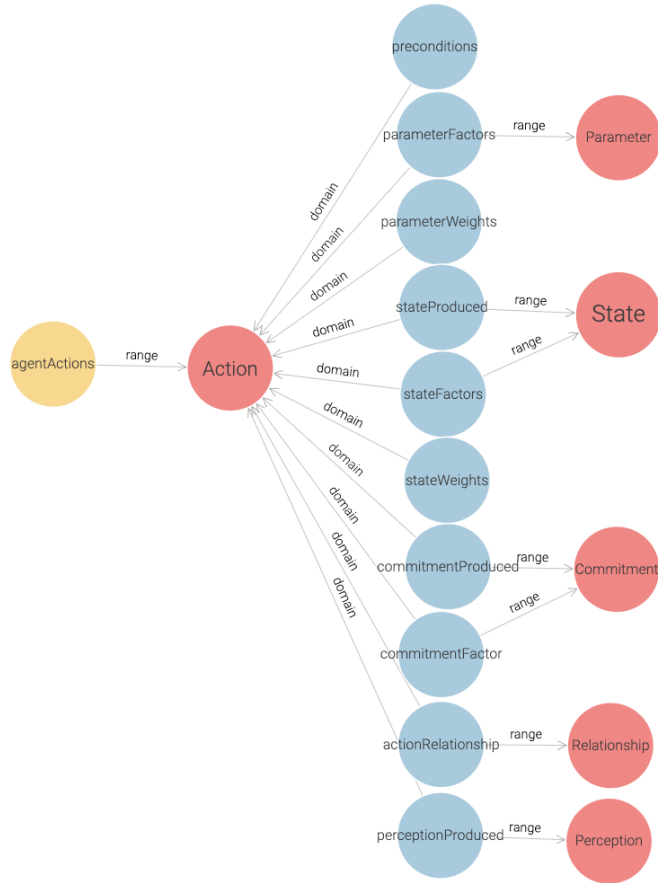 preconditions
parameterFactors
range
Parameter
domain
domain
parameterWeights
domain
stateProduced
range
State
domain
range
agentActions
range
Action
domain
stateFactors
domain
stateWeights
domain
domain
commitmentProduced
range
Commitment
domain
range
commitmentFactor
domain
actionRelationship
range
Relationship
perceptionProduced
range
Perception